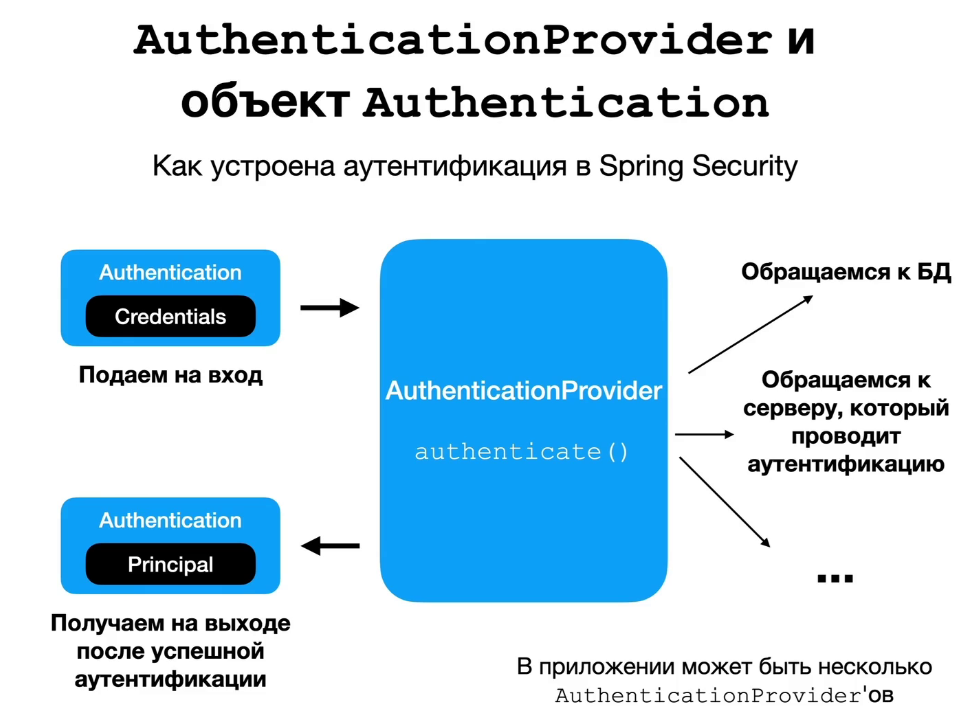 AuthenticationProvider и
объект Authentication
Как устроена аутентификация в Spring Security
Authentication
Credentials
Подаем на вход
AuthenticationProvider
authenticate()
Обращаемся к БД
Обращаемся к
серверу, который
проводит
аутентификацию
...
Authentication
Principal
Получаем на выходе
после успешной
аутентификации
В приложении может быть несколько
AuthenticationProvider'ов